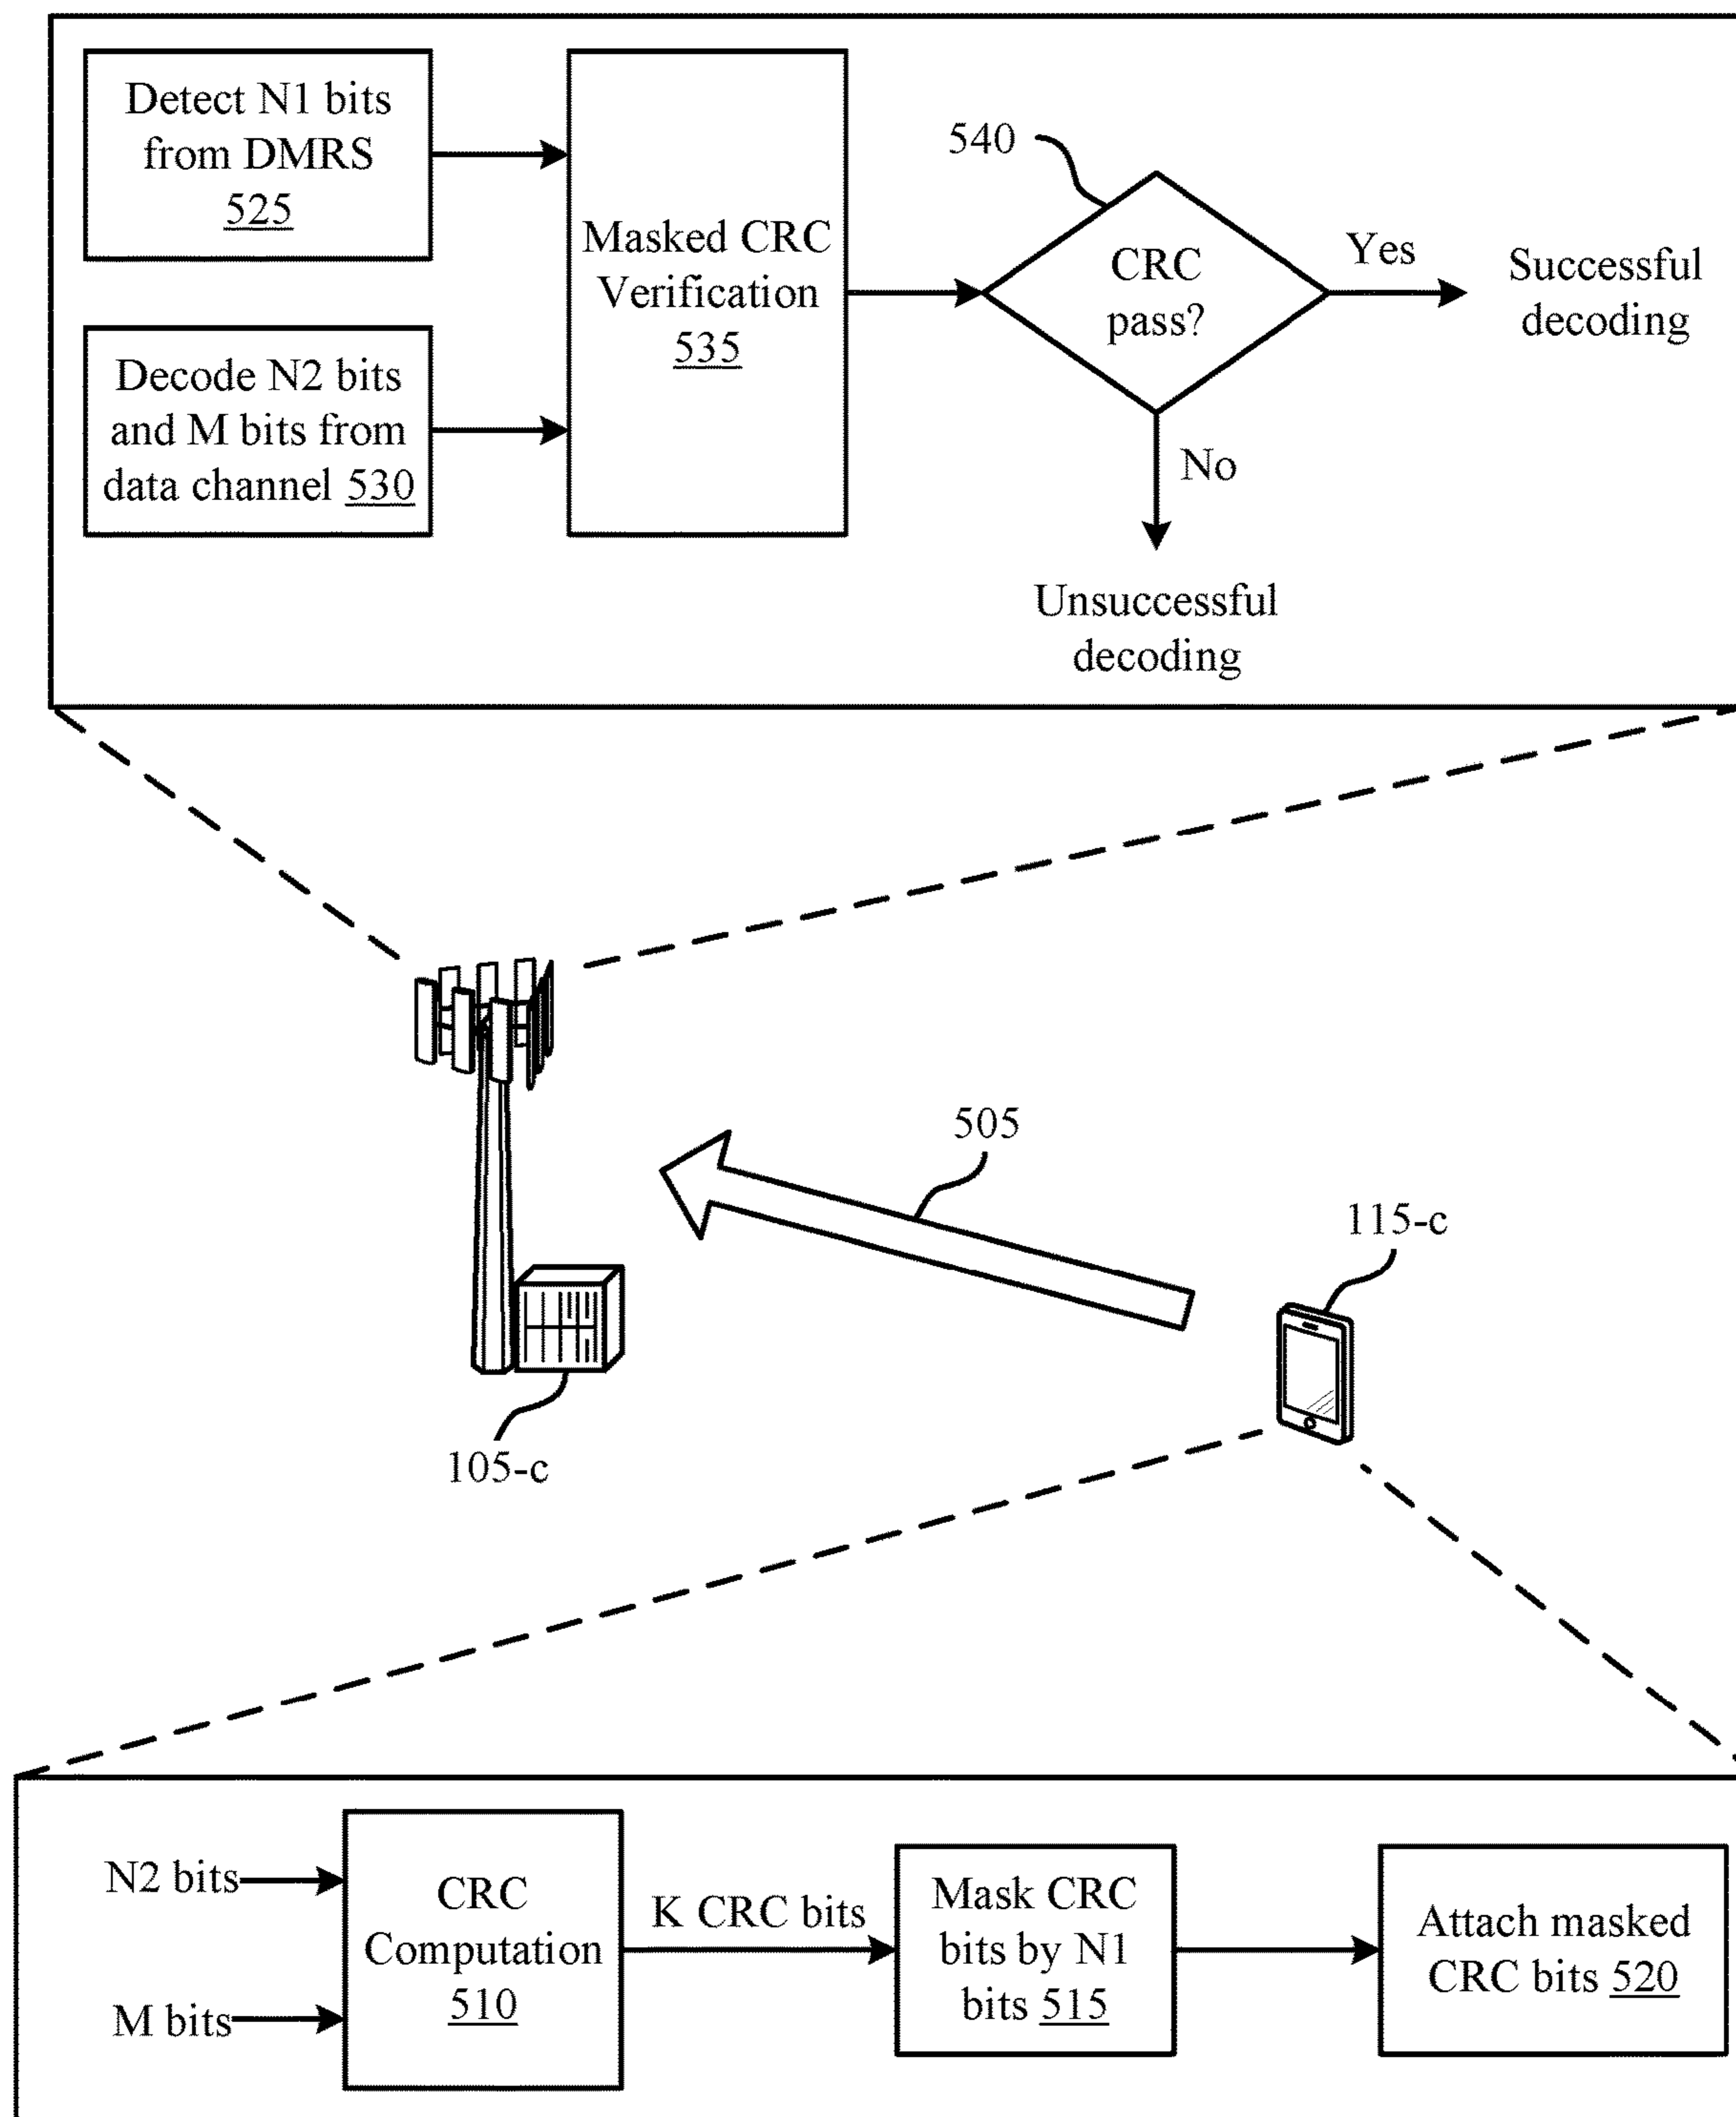 Detect N1 bits
from DMRS
525
Decode N2 bits
and M bits from
data channel 530
Masked CRC
Verification
535
540
CRC
pass?
Yes
Successful
decoding
No
Unsuccessful
decoding
505
115-c
105-c
N2 bits
M bits
CRC
Computation
510
K CRC bits
Mask CRC
bits by N1
bits 515
Attach masked
CRC bits 520